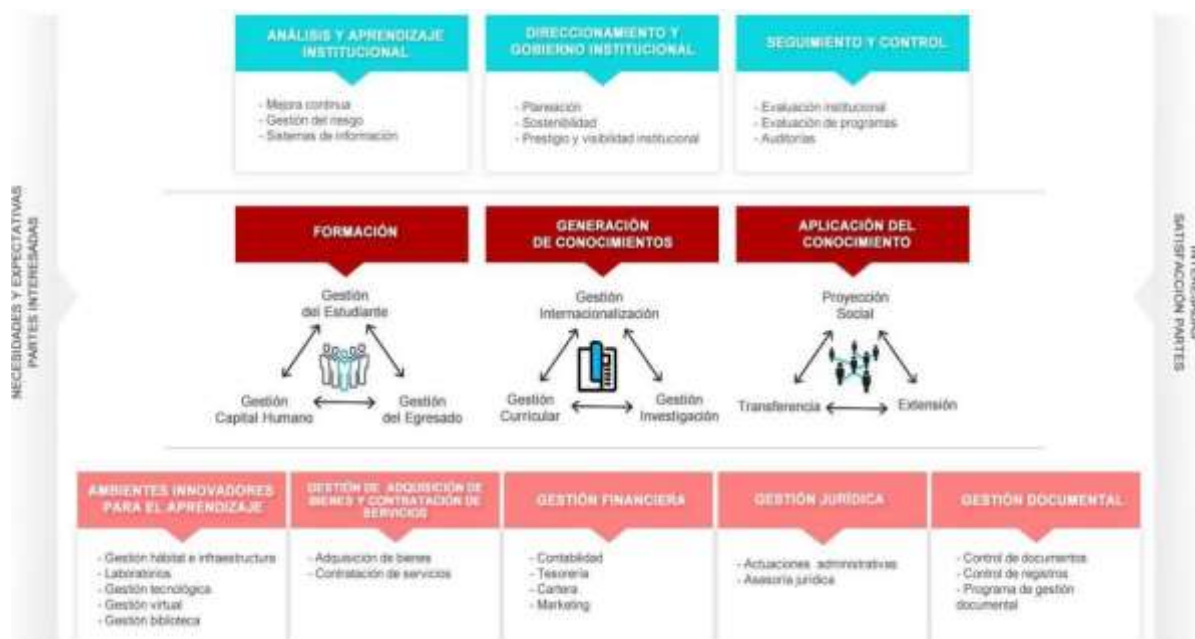 NECESIDADES Y EXPECTATIVAS
PARTES INTERESADAS
ANÁLISIS Y APRENDIZAJE
INSTITUCIONAL
- Mejora continua
- Gestión del riesgo
- Sistemas de información
DIRECCIONAMIENTO Y
GOBIERNO INSTITUCIONAL
- Planeación
- Sostenibilidad
- Prestigio y visibilidad institucional
SEGUIMIENTO Y CONTROL
- Evaluación institucional
- Evaluación de programas
- Auditorías
FORMACIÓN
Gestión
del Estudiante
Gestión
Capital Humano
Gestión
del Egresado
GENERACIÓN
DE CONOCIMIENTOS
Gestión
Internacionalización
Gestión
Curricular
Gestión
Investigación
APLICACIÓN DEL
CONOCIMIENTO
Proyección
Social
Transferencia
Extensión
AMBIENTES INNOVADORES
PARA EL APRENDIZAJE
- Gestión hábitat e infraestructura
- Laboratorios
- Gestión tecnológica
- Gestión virtual
- Gestión biblioteca
GESTIÓN DE ADQUISICIÓN DE
BIENES Y CONTRATACIÓN DE
SERVICIOS
- Adquisición de bienes
- Contratación de servicios
GESTIÓN FINANCIERA
- Contabilidad
- Tesorería
- Cartera
- Marketing
GESTIÓN JURÍDICA
- Actuaciones administrativas
- Asesoría jurídica
GESTIÓN DOCUMENTAL
- Control de documentos
- Control de registros
- Programa de gestión
documental
SATISFACCIÓN PARTES